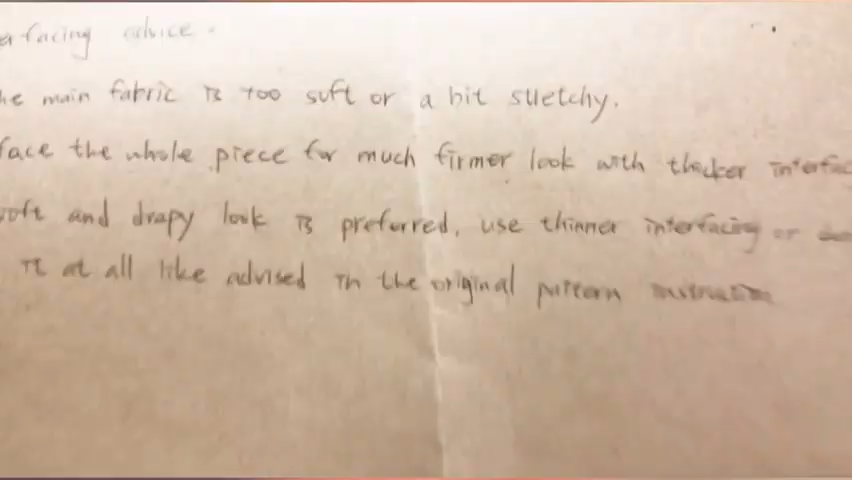 erfacing advice.
he main fabric is too soft or a bit stretchy.
face the whole piece for much firmer look with thicker interfac
soft and drapy look is preferred, use thinner interfacing or
it at all like advised in the original pattern